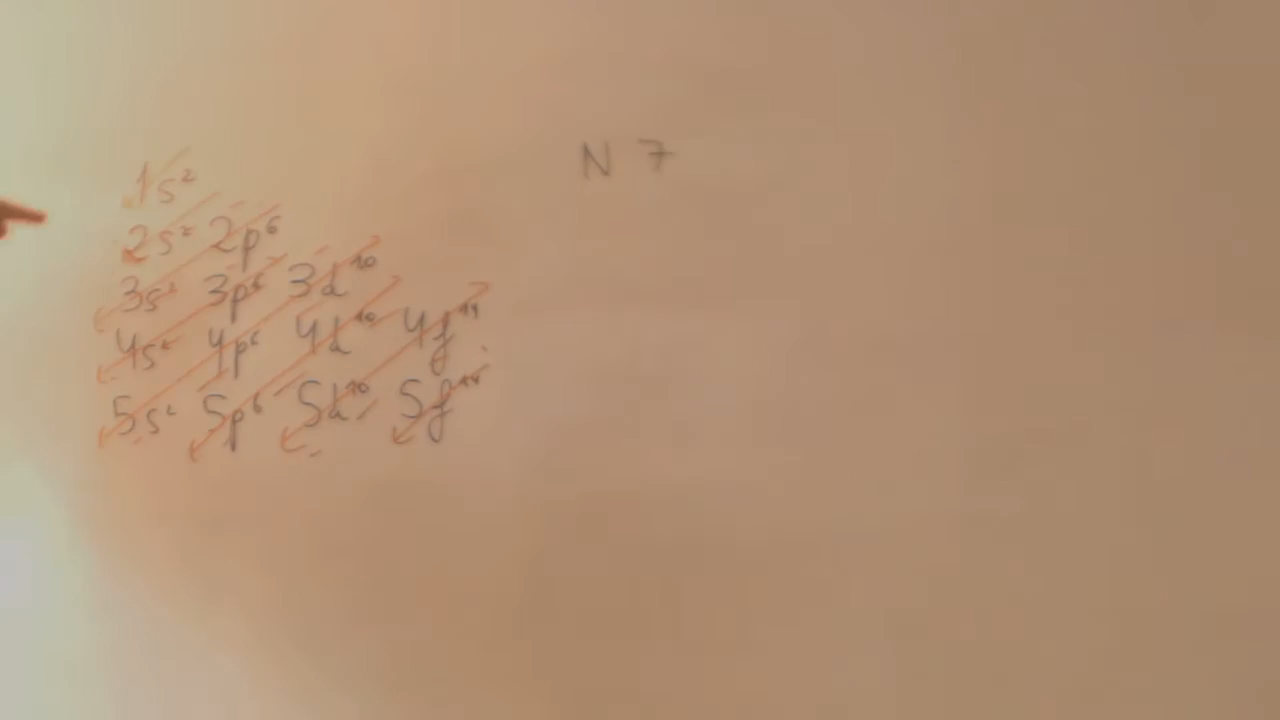 N 7
1s²
2s² 2p⁶
3s² 3p⁶ 3d¹⁰
4s² 4p⁶ 4d¹⁰ 4f¹⁴
5s² 5p⁶ 5d¹⁰ 5f¹⁴